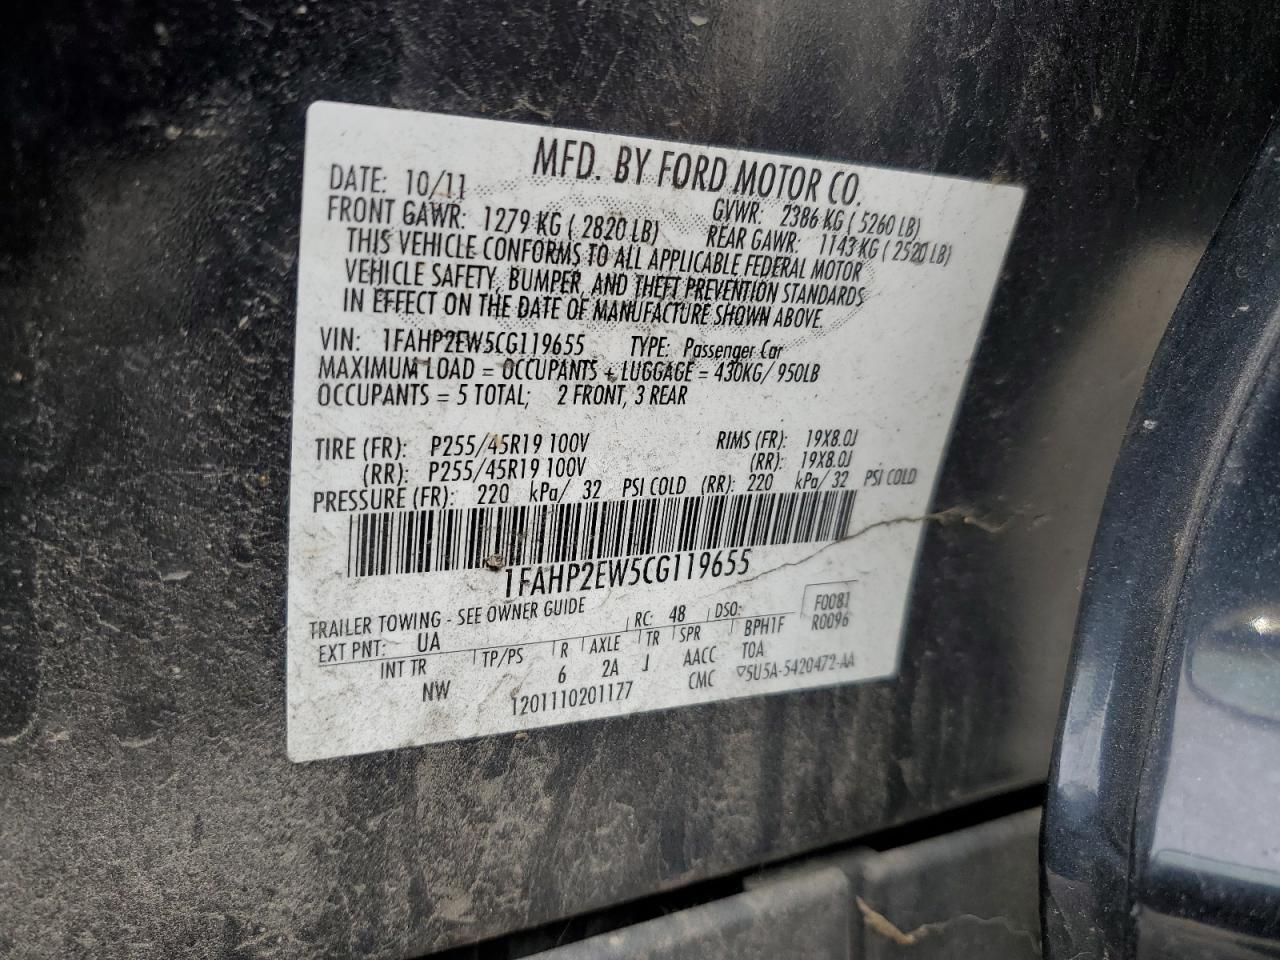 MFD. BY FORD MOTOR CO.
DATE: 10/11 GVWR: 2386 KG ( 5260 LB)
FRONT GAWR: 1279 KG ( 2820 LB) REAR GAWR: 1143 KG ( 2520 LB)
THIS VEHICLE CONFORMS TO ALL APPLICABLE FEDERAL MOTOR
VEHICLE SAFETY, BUMPER, AND THEFT PREVENTION STANDARDS
IN EFFECT ON THE DATE OF MANUFACTURE SHOWN ABOVE.
VIN: 1FAHP2EW5CG119655 TYPE: Passenger Car
MAXIMUM LOAD = OCCUPANTS + LUGGAGE = 430KG/ 950LB
OCCUPANTS = 5 TOTAL; 2 FRONT, 3 REAR
TIRE (FR): P255/45R19 100V RIMS (FR): 19X8.0J
(RR): P255/45R19 100V (RR): 19X8.0J
PRESSURE (FR): 220 kPa/ 32 PSI COLD (RR): 220 kPa/ 32 PSI COLD
1FAHP2EW5CG119655
TRAILER TOWING - SEE OWNER GUIDE F0081
EXT PNT: UA RC: 48 DSO: R0096
INT TR TP/PS R AXLE TR SPR BPH1F
NW 6 2A J AACC TOA
1201110201177 CMC ▽5U5A-5420472-AA